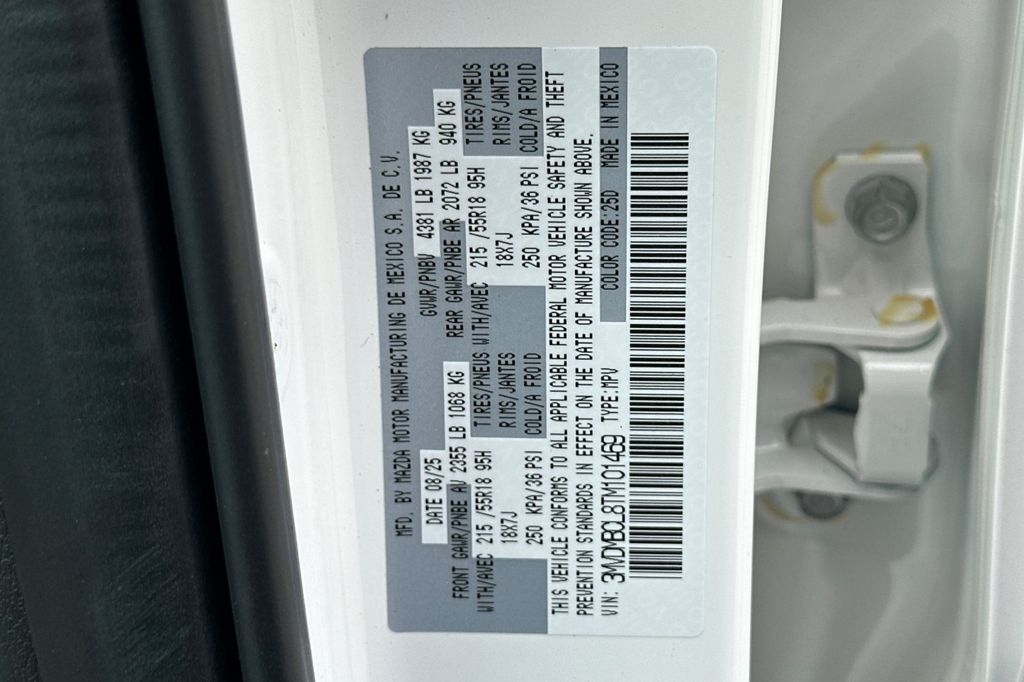 MFD. BY MAZDA MOTOR MANUFACTURING DE MEXICO S.A. DE C.V.
DATE 08/25 GVWR/PNBV 4381 LB 1987 KG
FRONT GAWR/PNBE AV 2355 LB 1068 KG REAR GAWR/PNBE AR 2072 LB 940 KG
WITH/AVEC 215 /55R18 95H TIRES/PNEUS WITH/AVEC 215 /55R18 95H TIRES/PNEUS
18X7J RIMS/JANTES 18X7J RIMS/JANTES
250 KPA/36 PSI COLD/A FROID 250 KPA/36 PSI COLD/A FROID
THIS VEHICLE CONFORMS TO ALL APPLICABLE FEDERAL MOTOR VEHICLE SAFETY AND THEFT
PREVENTION STANDARDS IN EFFECT ON THE DATE OF MANUFACTURE SHOWN ABOVE.
VIN: 3MVDMBCL8TM101469 TYPE:MPV COLOR CODE:25D MADE IN MEXICO